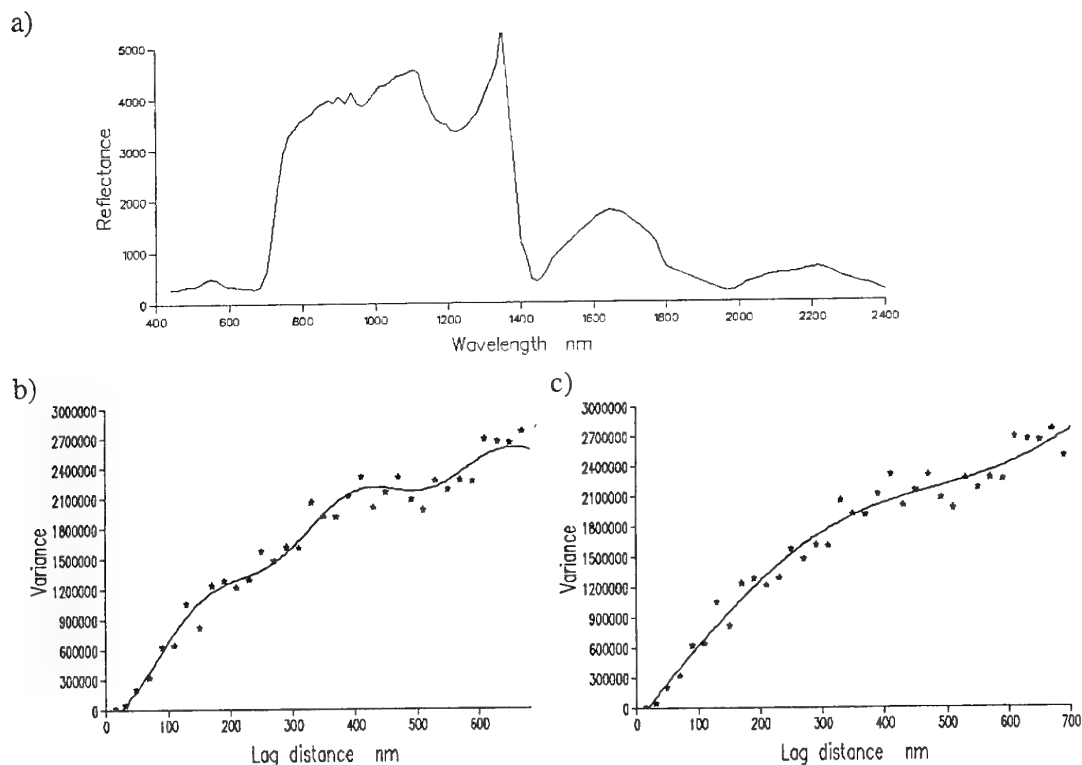 a)
5000
4000
3000
2000
1000
0
Reflectance
400 600 800 1000 1200 1400 1600 1800 2000 2200 2400
Wavelength nm
b)
3000000
2700000
2400000
2100000
1800000
1500000
1200000
900000
600000
300000
0
Variance
0 100 200 300 400 500 600
Lag distance nm
c)
3000000
2700000
2400000
2100000
1800000
1500000
1200000
900000
600000
300000
0
Variance
0 100 200 300 400 500 600 700
Lag distance nm